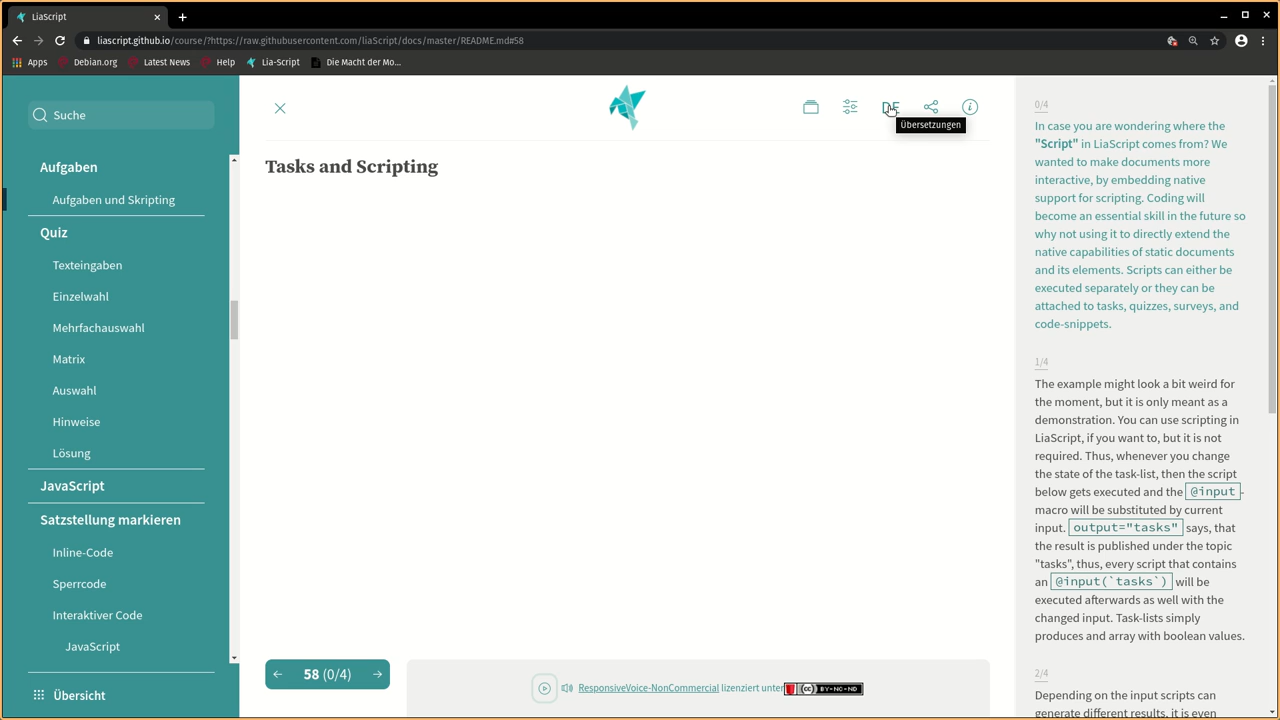 LiaScript
liascript.github.io/course/?https://raw.githubusercontent.com/liaScript/docs/master/README.md#58
Apps
Debian.org
Latest News
Help
Lia-Script
Die Macht der Mo...
Suche
Aufgaben
Aufgaben und Skripting
Quiz
Texteingaben
Einzelwahl
Mehrfachauswahl
Matrix
Auswahl
Hinweise
Lösung
JavaScript
Satzstellung markieren
Inline-Code
Sperrcode
Interaktiver Code
JavaScript
Übersicht
DE
Übersetzungen
Tasks and Scripting
58 (0/4)
ResponsiveVoice-NonCommercial lizenziert unter
cc BY-NC-ND
0/4
In case you are wondering where the
"Script" in LiaScript comes from? We
wanted to make documents more
interactive, by embedding native
support for scripting. Coding will
become an essential skill in the future so
why not using it to directly extend the
native capabilities of static documents
and its elements. Scripts can either be
executed separately or they can be
attached to tasks, quizzes, surveys, and
code-snippets.
1/4
The example might look a bit weird for
the moment, but it is only meant as a
demonstration. You can use scripting in
LiaScript, if you want to, but it is not
required. Thus, whenever you change
the state of the task-list, then the script
below gets executed and the @input-
macro will be substituted by current
input. output="tasks" says, that
the result is published under the topic
"tasks", thus, every script that contains
an @input(`tasks`) will be
executed afterwards as well with the
changed input. Task-lists simply
produces and array with boolean values.
2/4
Depending on the input scripts can
generate different results, it is even